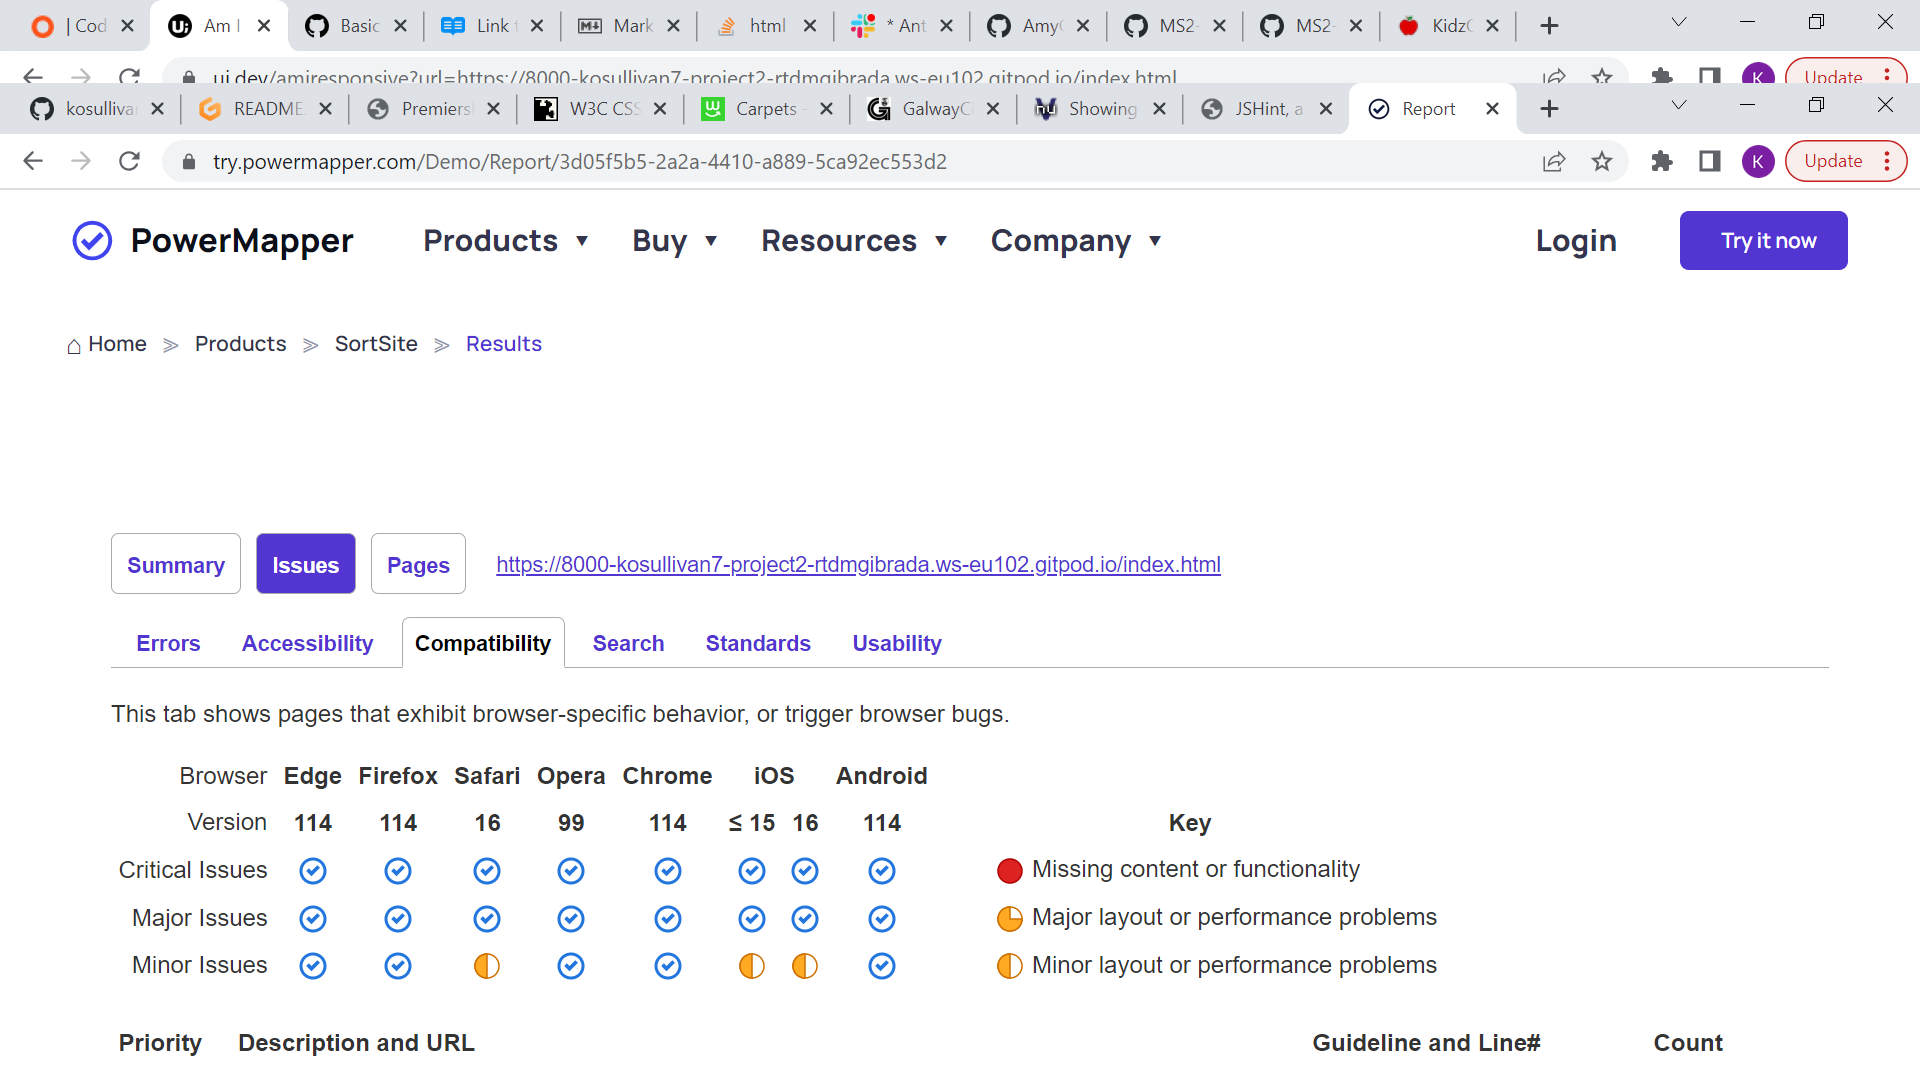 | Cod Am I Basic Link t Mark html * Ant Amy MS2- MS2- Kidz
ui.dev/amiresponsive?url=https://8000-kosullivan7-project2-rtdmgibrada.ws-eu102.gitpod.io/index.html K Update
kosulliva README. Premiers W3C CSS Carpets - GalwayCi Showing JSHint, a Report
try.powermapper.com/Demo/Report/3d05f5b5-2a2a-4410-a889-5ca92ec553d2 K Update
PowerMapper Products Buy Resources Company Login Try it now
Home Products SortSite Results
Summary Issues Pages https://8000-kosullivan7-project2-rtdmgibrada.ws-eu102.gitpod.io/index.html
Errors Accessibility Compatibility Search Standards Usability
This tab shows pages that exhibit browser-specific behavior, or trigger browser bugs.
Browser Edge Firefox Safari Opera Chrome iOS Android
Version 114 114 16 99 114 ≤ 15 16 114 Key
Critical Issues Missing content or functionality
Major Issues Major layout or performance problems
Minor Issues Minor layout or performance problems
Priority Description and URL Guideline and Line# Count